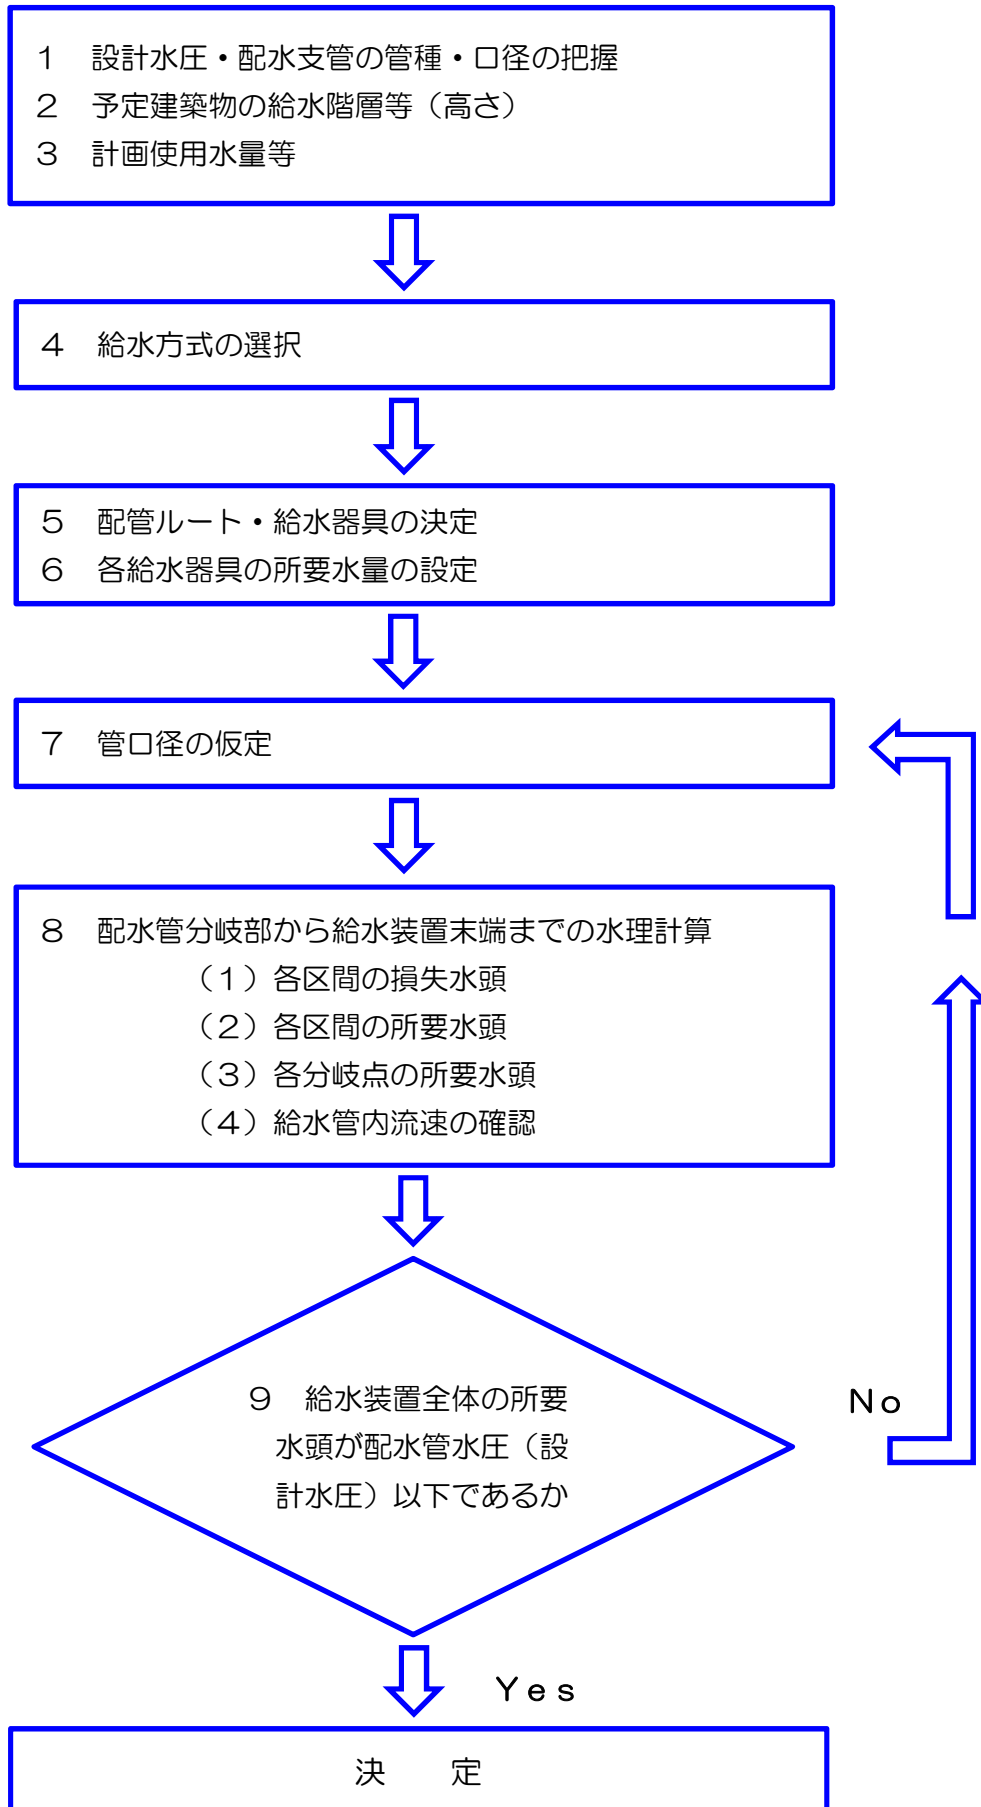 1　設計水圧・配水支管の管種・口径の把握
2　予定建築物の給水階層等（高さ）
3　計画使用水量等
4　給水方式の選択
5　配管ルート・給水器具の決定
6　各給水器具の所要水量の設定
7　管口径の仮定
8　配水管分岐部から給水装置末端までの水理計算
（1）各区間の損失水頭
（2）各区間の所要水頭
（3）各分岐点の所要水頭
（4）給水管内流速の確認
9　給水装置全体の所要
水頭が配水管水圧（設
計水圧）以下であるか
No
Yes
決　定